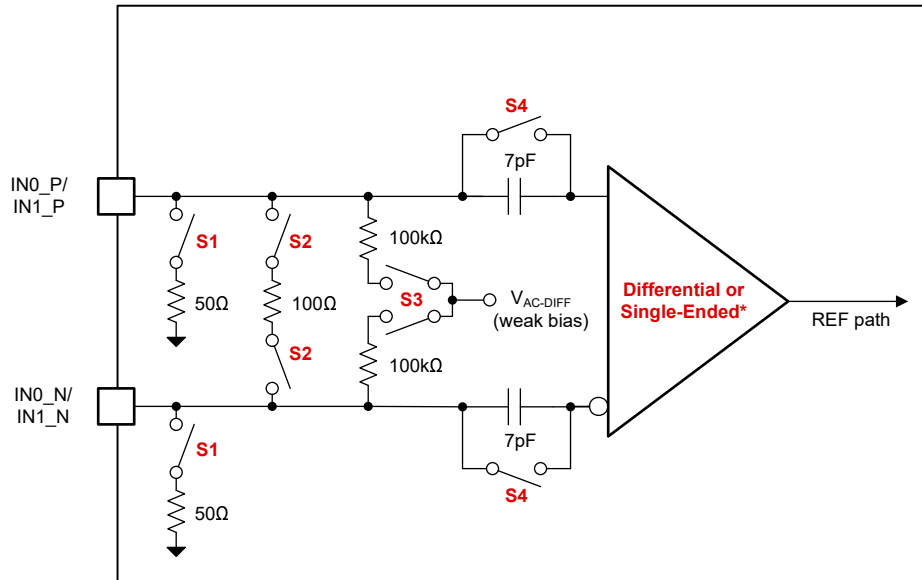 S4
7pF
IN0_P/
IN1_P
S1
S2
100kΩ
50Ω
100Ω
S3
V_AC-DIFF
(weak bias)
Differential or
Single-Ended*
REF path
S2
100kΩ
IN0_N/
IN1_N
S1
7pF
S4
50Ω